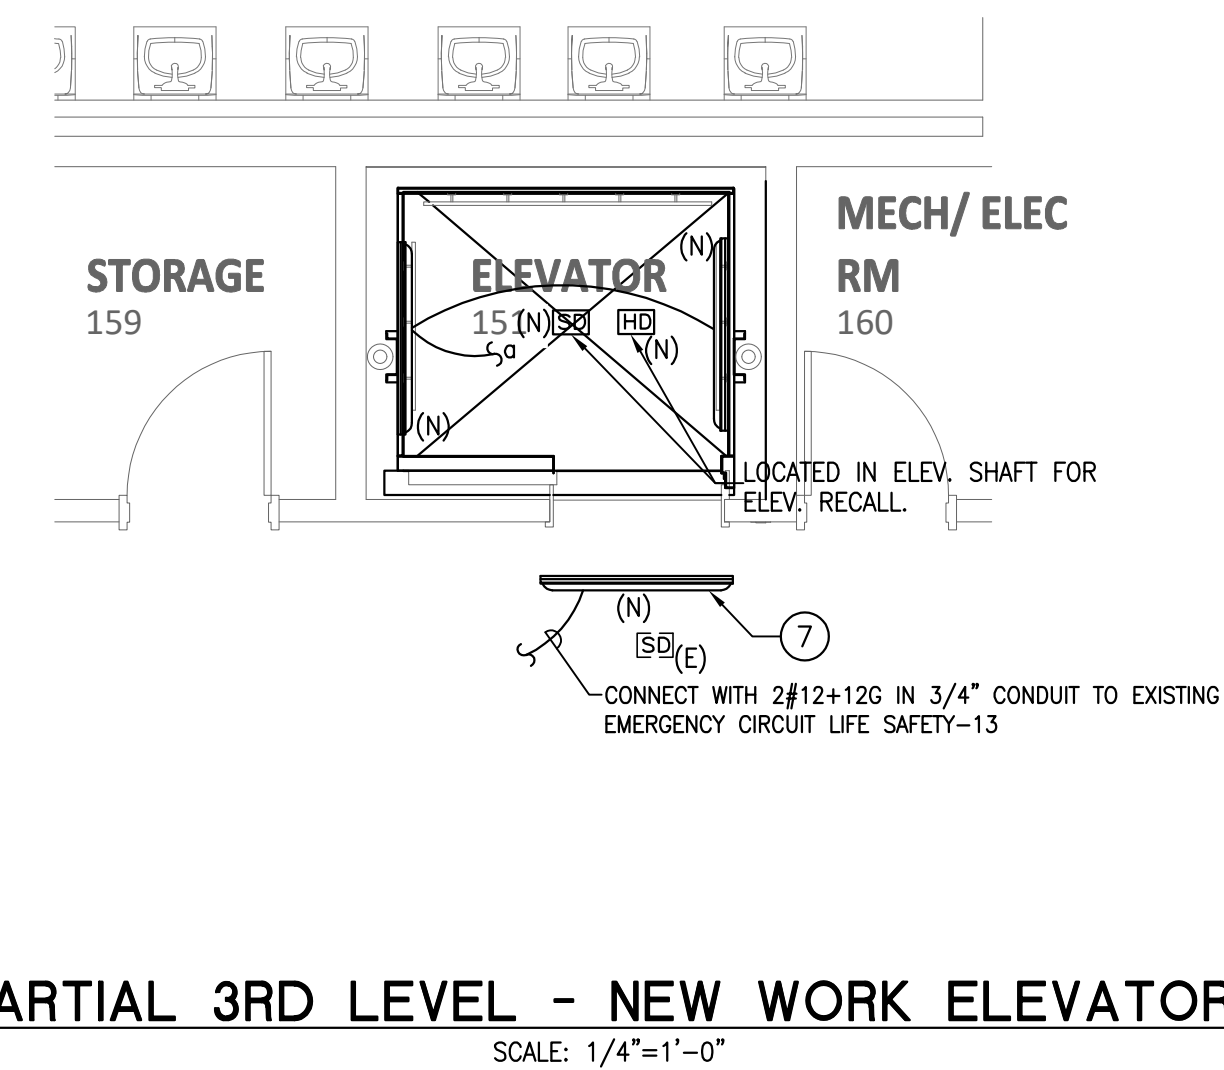 MECH/ ELEC
RM
160
STORAGE
159
ELEVATOR
151
(N)
(N)
SD
HD
(N)
a
(N)
LOCATED IN ELEV. SHAFT FOR
ELEV. RECALL.
(N)
7
SD
(E)
CONNECT WITH 2#12+12G IN 3/4” CONDUIT TO EXISTING
EMERGENCY CIRCUIT LIFE SAFETY-13
ARTIAL 3RD LEVEL - NEW WORK ELEVATOR
SCALE: 1/4”=1’-0”